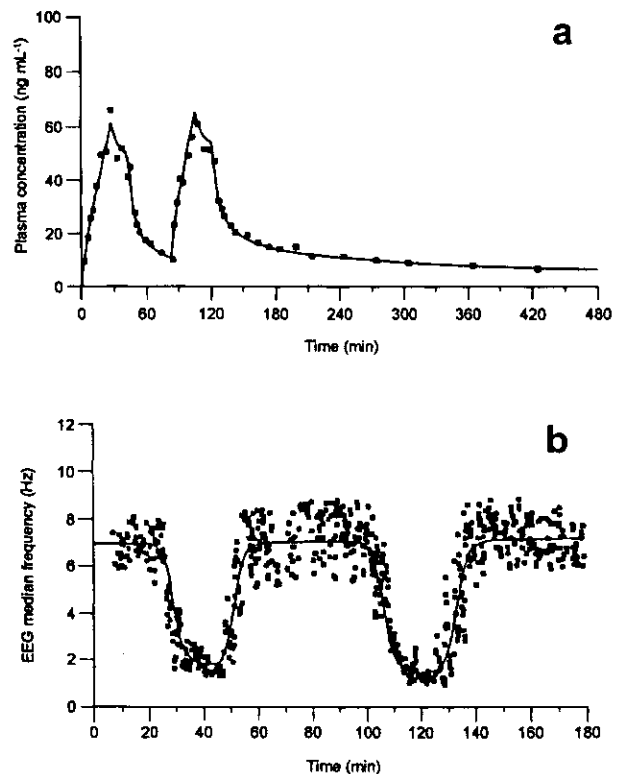 a
Plasma concentration (ng mL⁻¹)
100
80
60
40
20
0
0 60 120 180 240 300 360 420 480
Time (min)
b
EEG median frequency (Hz)
12
10
8
6
4
2
0
0 20 40 60 80 100 120 140 160 180
Time (min)